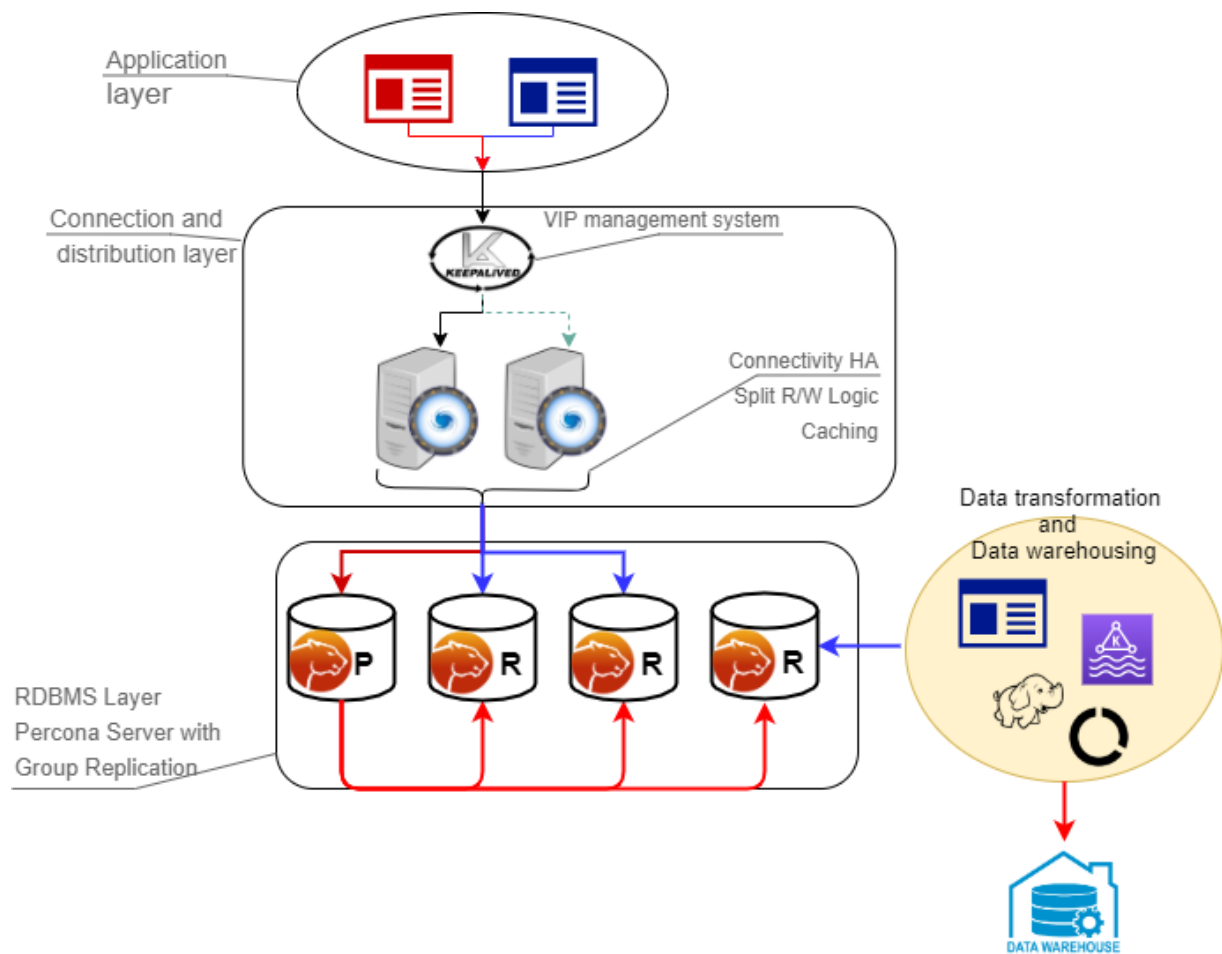 Application
layer
Connection and
distribution layer
VIP management system
KEEPALIVED
Connectivity HA
Split R/W Logic
Caching
Data transformation
and
Data warehousing
K
P
R
R
R
RDBMS Layer
Percona Server with
Group Replication
DATA WAREHOUSE